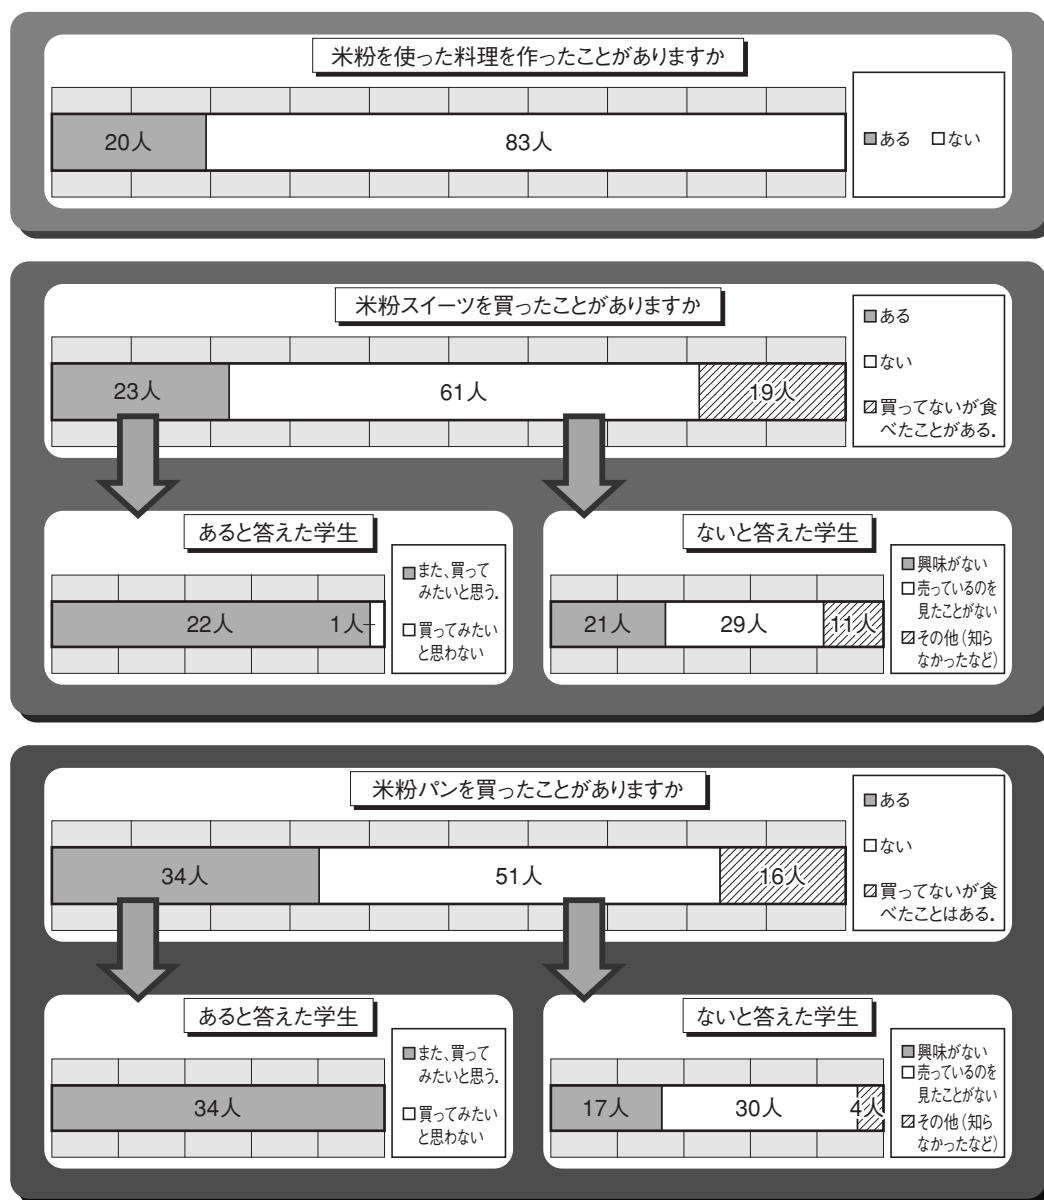 米粉を使った料理を作ったことがありますか
20人
83人
ある ない
米粉スイーツを買ったことがありますか
23人
61人
19人
ある
ない
買ってないが食
べたことがある.
あると答えた学生
22人
1人
また、買って
みたいと思う.
買ってみたい
と思わない
ないと答えた学生
21人
29人
11人
興味がない
売っているのを
見たことがない
その他(知ら
なかったなど)
米粉パンを買ったことがありますか
34人
51人
16人
ある
ない
買ってないが食
べたことはある.
あると答えた学生
34人
また、買って
みたいと思う.
買ってみたい
と思わない
ないと答えた学生
17人
30人
4人
興味がない
売っているのを
見たことがない
その他(知ら
なかったなど)